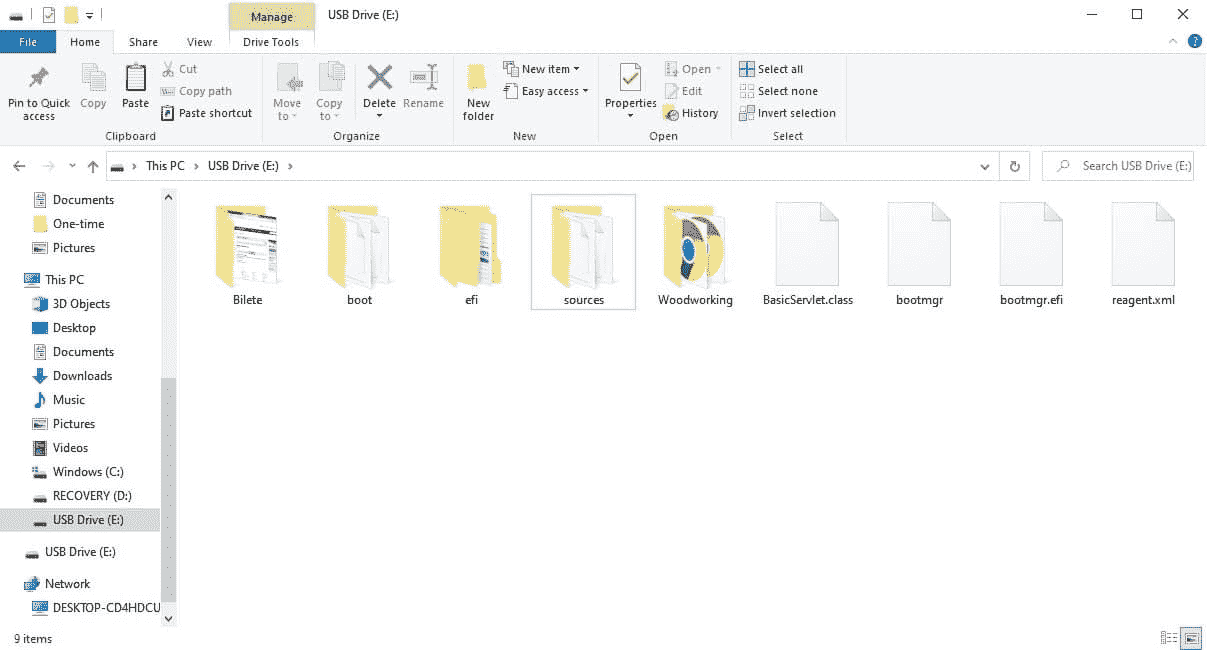 Manage
USB Drive (E:)
File
Home
Share
View
Drive Tools
Pin to Quick
access
Copy
Paste
Cut
Copy path
Paste shortcut
Clipboard
Move
to
Copy
to
Delete
Rename
Organize
New
folder
New item
Easy access
New
Properties
Open
Edit
History
Open
Select all
Select none
Invert selection
Select
This PC
USB Drive (E:)
Search USB Drive (E:)
Documents
One-time
Pictures
This PC
3D Objects
Desktop
Documents
Downloads
Music
Pictures
Videos
Windows (C:)
RECOVERY (D:)
USB Drive (E:)
USB Drive (E:)
Network
DESKTOP-CD4HDCU
Bilete
boot
efi
sources
Woodworking
BasicServlet.class
bootmgr
bootmgr.efi
reagent.xml
9 items